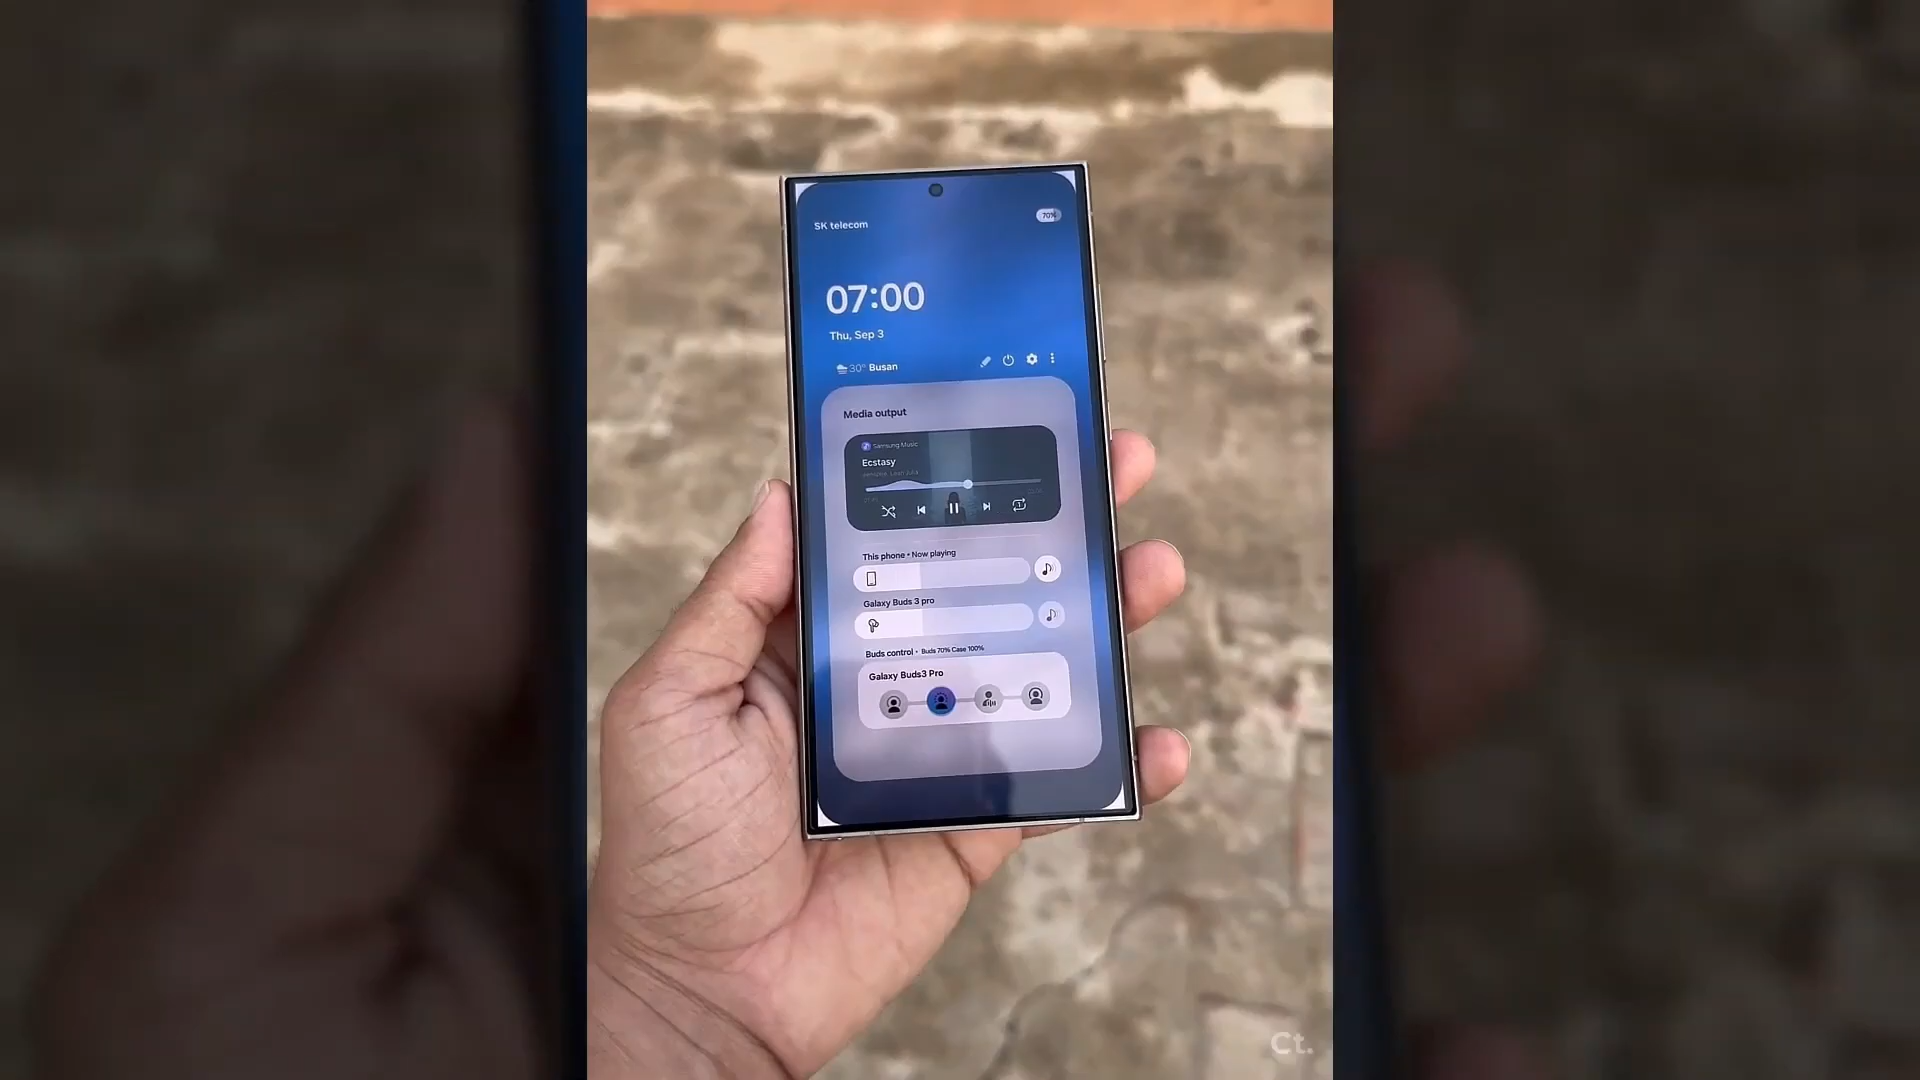 SK telecom
70%
07:00
Thu, Sep 3
30° Busan
Media output
Samsung Music
Ecstasy
This phone • Now playing
Galaxy Buds 3 pro
Buds control • Buds 70% Case 100%
Galaxy Buds3 Pro
Ct.